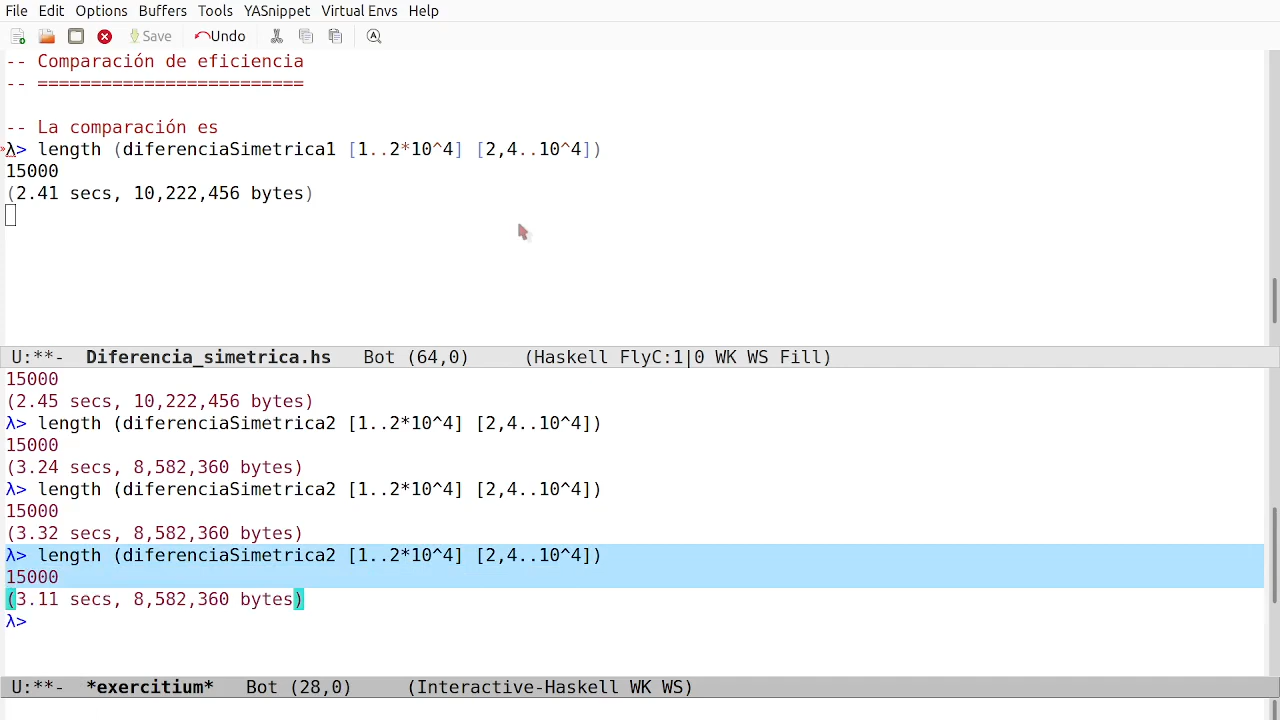 File Edit Options Buffers Tools YASnippet Virtual Envs Help
Save Undo
-- Comparación de eficiencia
-- =========================
-- La comparación es
»λ> length (diferenciaSimetrica1 [1..2*10^4] [2,4..10^4])
15000
(2.41 secs, 10,222,456 bytes)
U:**- Diferencia_simetrica.hs Bot (64,0) (Haskell FlyC:1|0 WK WS Fill)
15000
(2.45 secs, 10,222,456 bytes)
λ> length (diferenciaSimetrica2 [1..2*10^4] [2,4..10^4])
15000
(3.24 secs, 8,582,360 bytes)
λ> length (diferenciaSimetrica2 [1..2*10^4] [2,4..10^4])
15000
(3.32 secs, 8,582,360 bytes)
λ> length (diferenciaSimetrica2 [1..2*10^4] [2,4..10^4])
15000
(3.11 secs, 8,582,360 bytes)
λ>
U:**- *exercitium* Bot (28,0) (Interactive-Haskell WK WS)